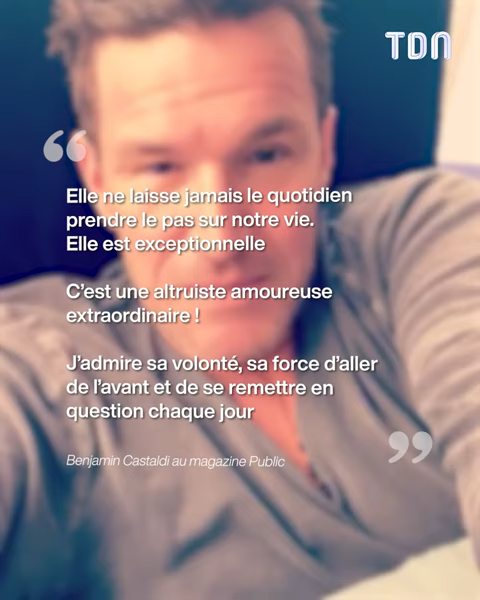 TDN
“
Elle ne laisse jamais le quotidien
prendre le pas sur notre vie.
Elle est exceptionnelle
C’est une altruiste amoureuse
extraordinaire !
J’admire sa volonté, sa force d’aller
de l’avant et de se remettre en
question chaque jour
”
Benjamin Castaldi au magazine Public